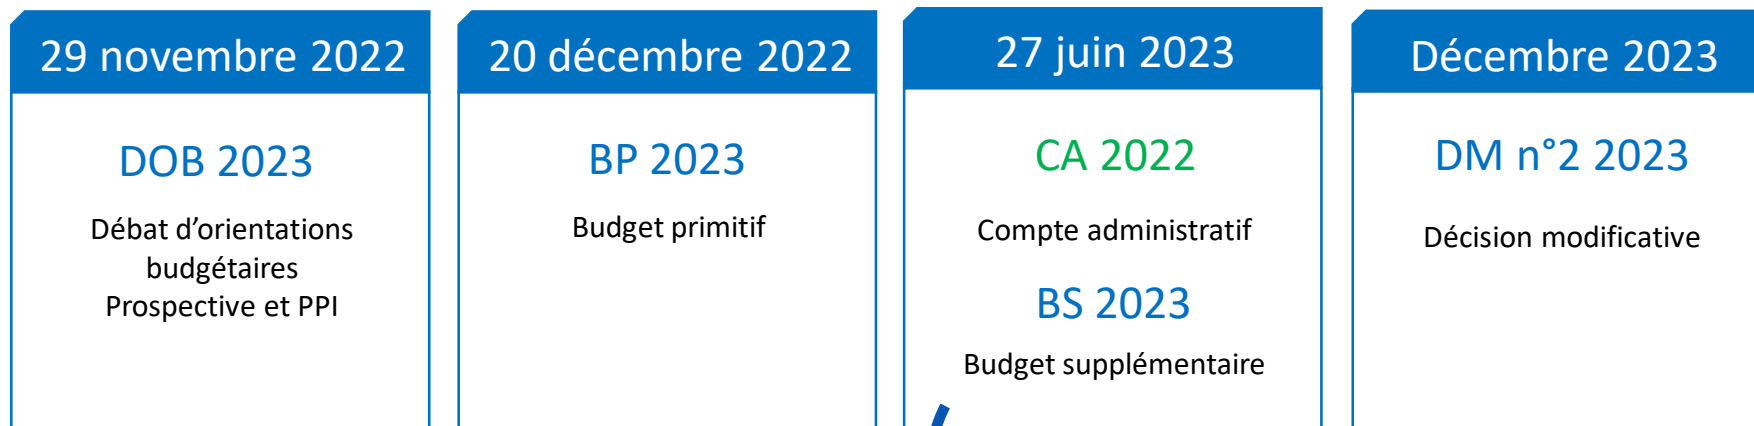 29 novembre 2022
DOB 2023
Débat d’orientations
budgétaires
Prospective et PPI
20 décembre 2022
BP 2023
Budget primitif
27 juin 2023
CA 2022
Compte administratif
BS 2023
Budget supplémentaire
Décembre 2023
DM n°2 2023
Décision modificative